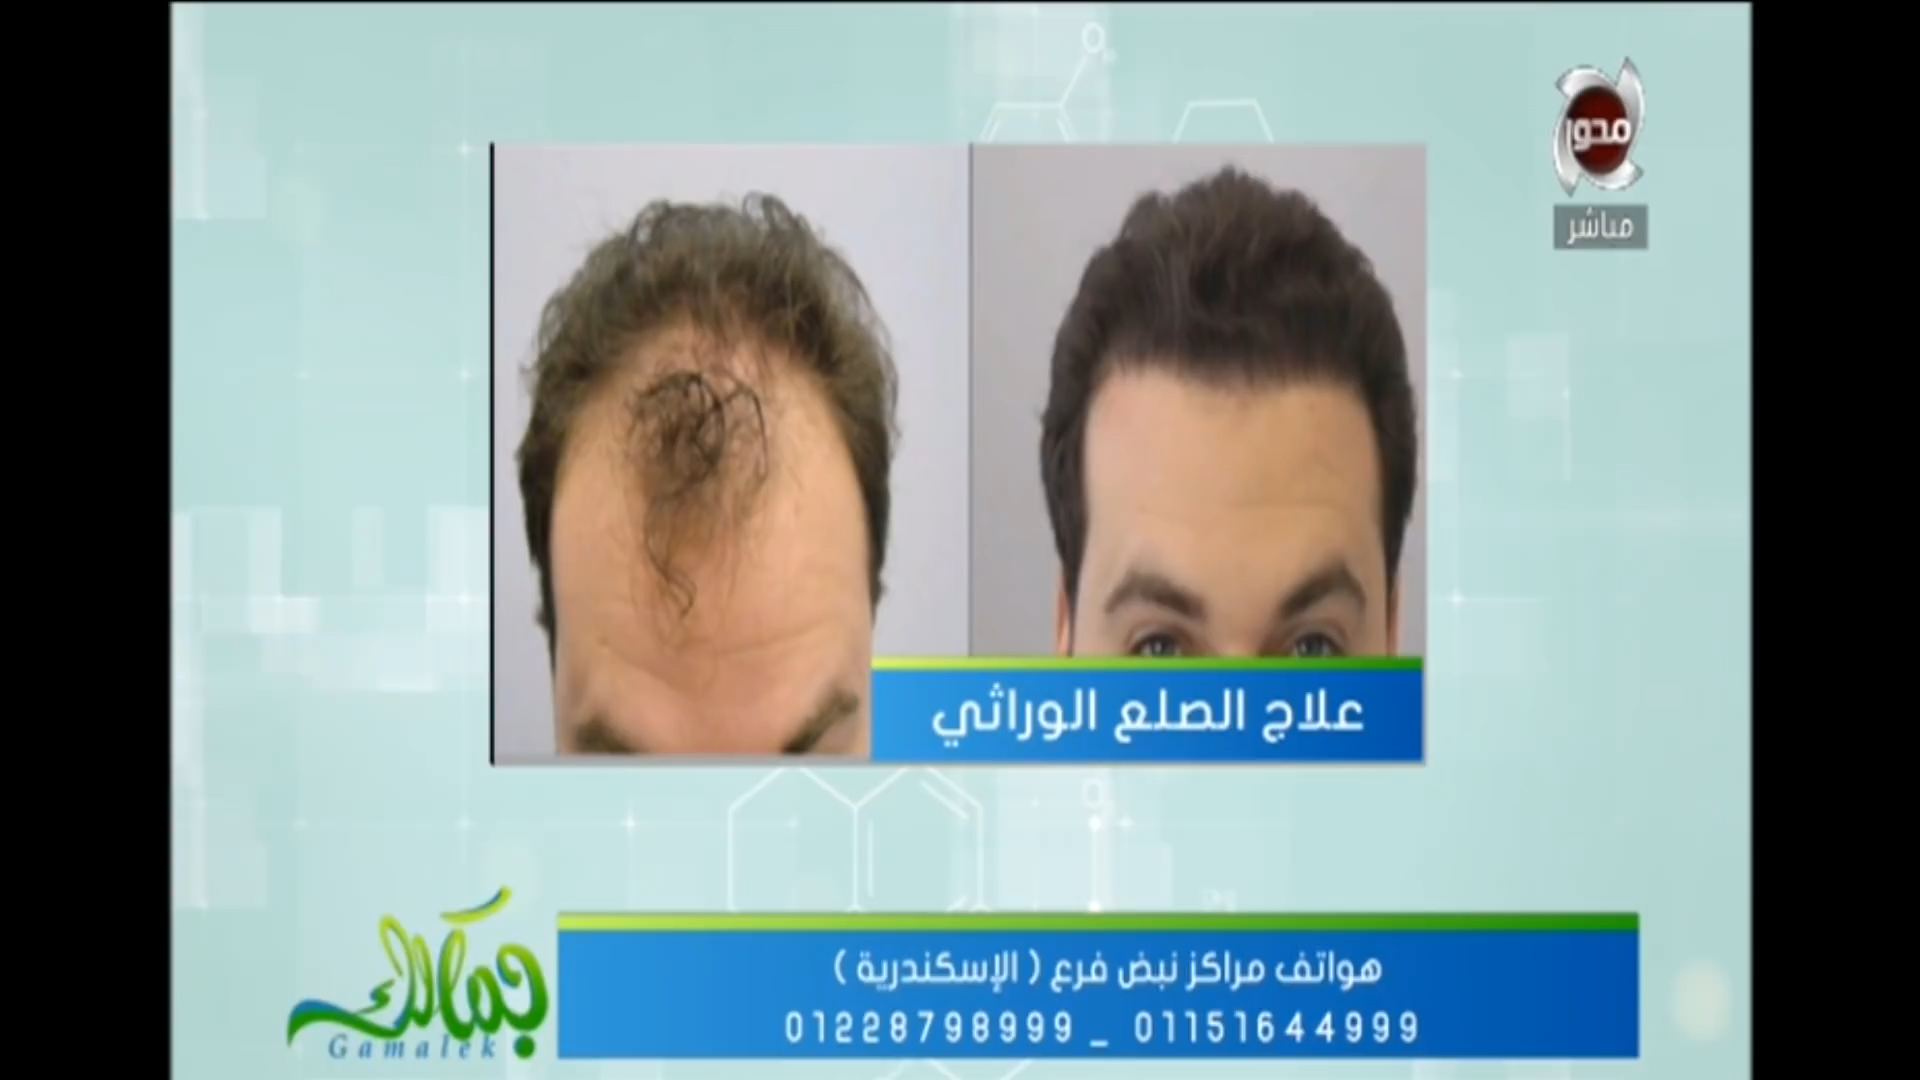 محور
مباشر
علاج الصلع الوراثي
هواتف مراكز نبض فرع ( الإسكندرية )
01228798999 _ 01151644999
جمالك
Gamalek